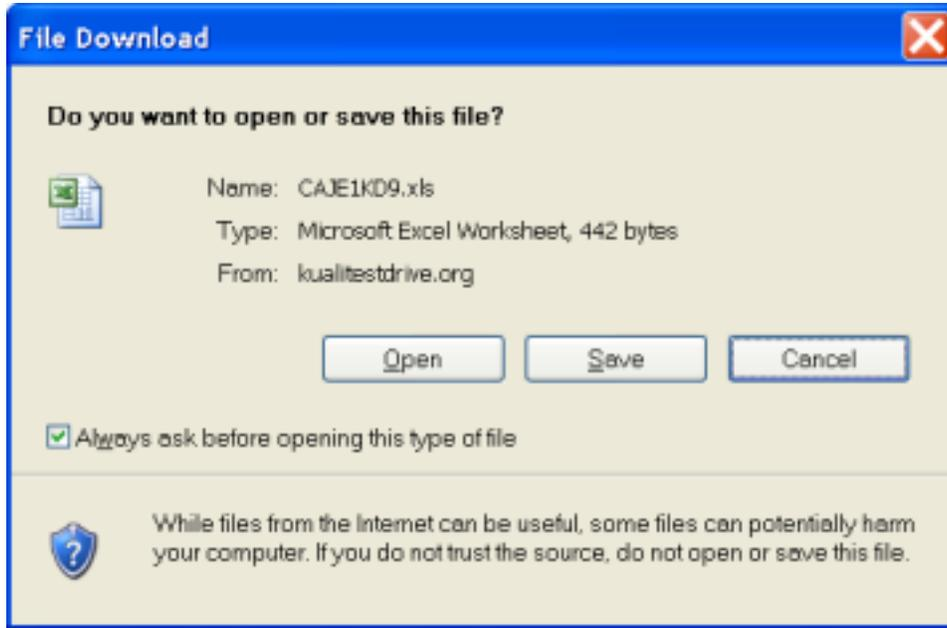 File Download
Do you want to open or save this file?
Name: CAJE1KD9.xls
Type: Microsoft Excel Worksheet, 442 bytes
From: kualitestdrive.org
Open Save Cancel
Always ask before opening this type of file
While files from the Internet can be useful, some files can potentially harm
your computer. If you do not trust the source, do not open or save this file.